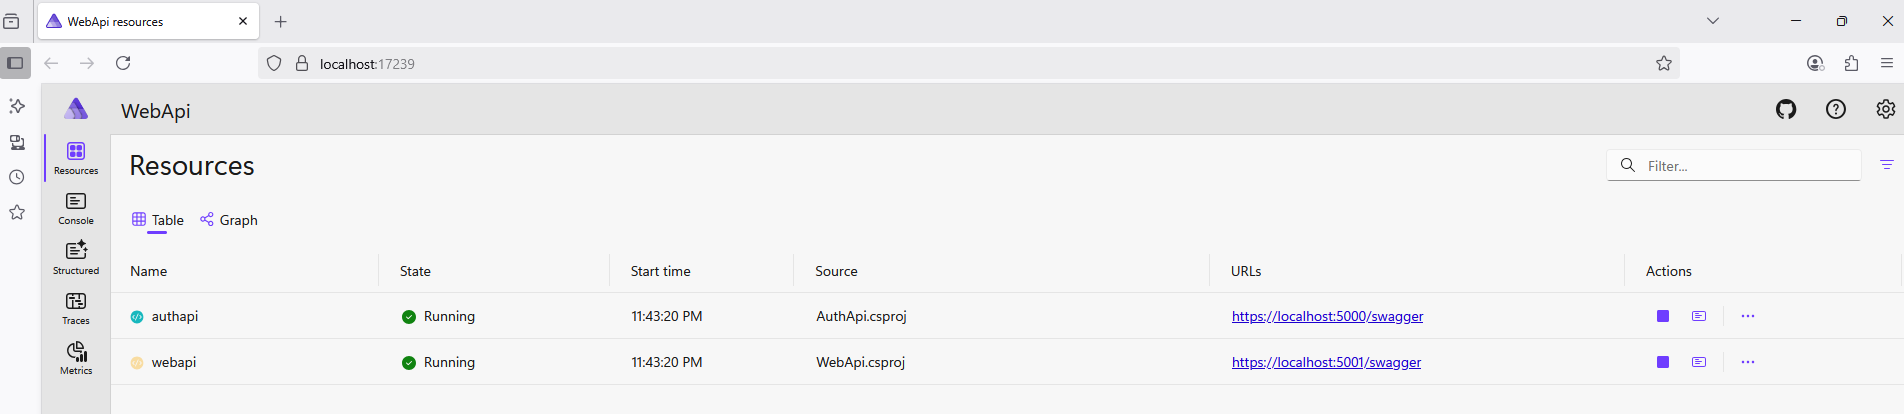 WebApi resources
localhost:17239
WebApi
Resources
Console
Structured
Traces
Metrics
Resources
Filter...
Table Graph
Name State Start time Source URLs Actions
authapi Running 11:43:20 PM AuthApi.csproj https://localhost:5000/swagger
webapi Running 11:43:20 PM WebApi.csproj https://localhost:5001/swagger